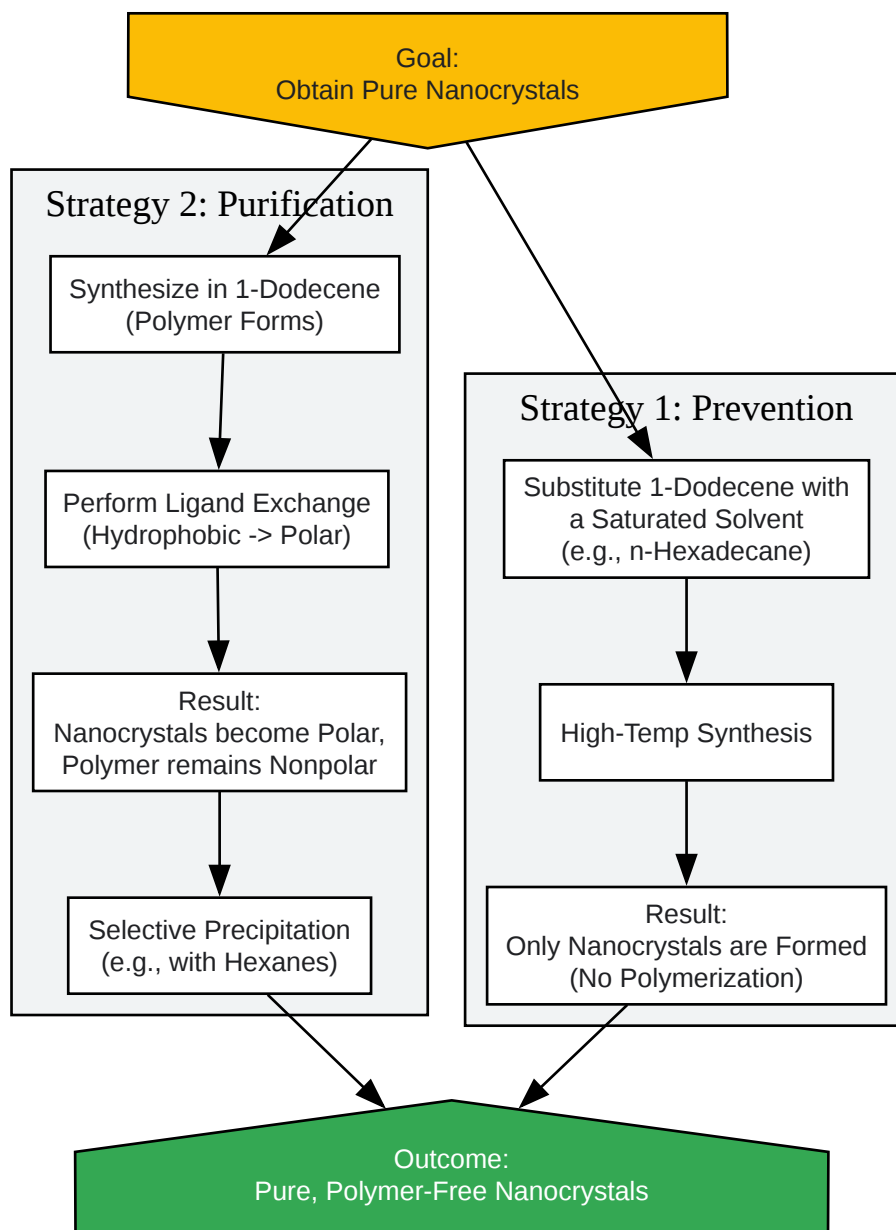 Goal:
Obtain Pure Nanocrystals
Strategy 2: Purification
Synthesize in 1-Dodecene
(Polymer Forms)
Perform Ligand Exchange
(Hydrophobic -> Polar)
Result:
Nanocrystals become Polar,
Polymer remains Nonpolar
Selective Precipitation
(e.g., with Hexanes)
Strategy 1: Prevention
Substitute 1-Dodecene with
a Saturated Solvent
(e.g., n-Hexadecane)
High-Temp Synthesis
Result:
Only Nanocrystals are Formed
(No Polymerization)
Outcome:
Pure, Polymer-Free Nanocrystals